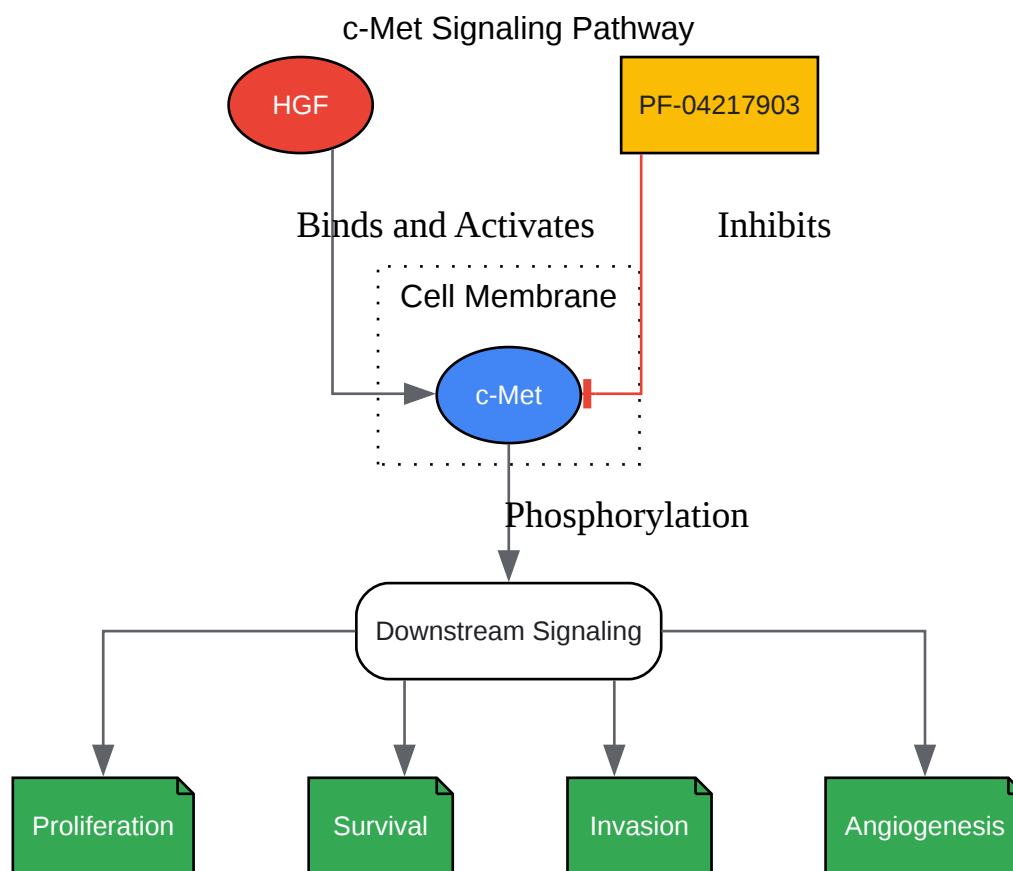 c-Met Signaling Pathway
HGF
PF-04217903
Binds and Activates
Inhibits
Cell Membrane
c-Met
Phosphorylation
Downstream Signaling
Proliferation
Survival
Invasion
Angiogenesis